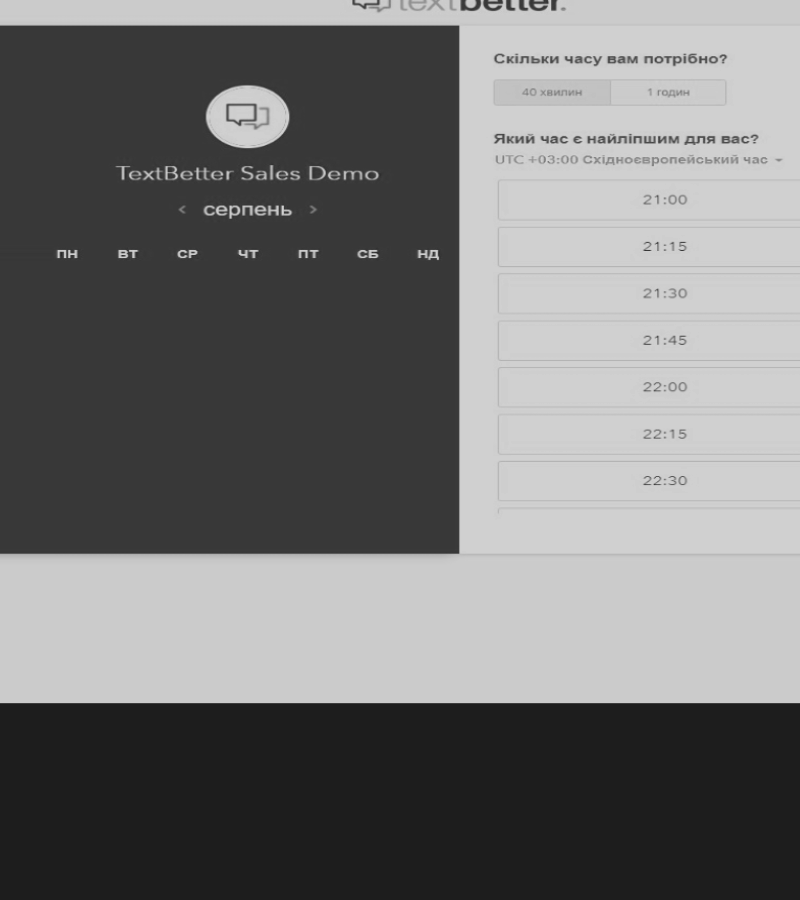 textbetter.
TextBetter Sales Demo
< серпень >
ПН ВТ СР ЧТ ПТ СБ НД
Скільки часу вам потрібно?
40 хвилин 1 годин
Який час є найліпшим для вас?
UTC +03:00 Східноєвропейський час
21:00
21:15
21:30
21:45
22:00
22:15
22:30